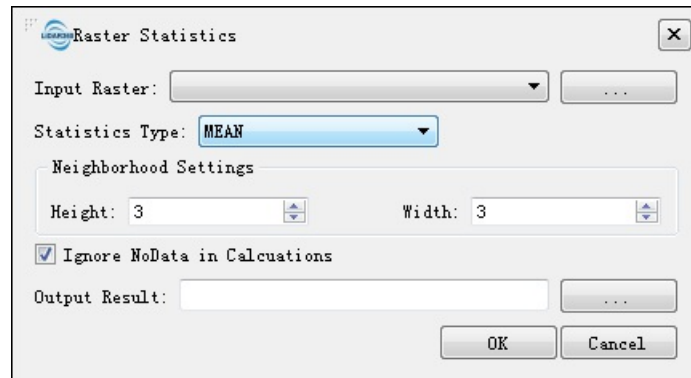 LiDAR360 Raster Statistics
Input Raster: ...
Statistics Type: MEAN
Neighborhood Settings
Height: 3 Width: 3
Ignore NoData in Calcuations
Output Result: ...
OK Cancel